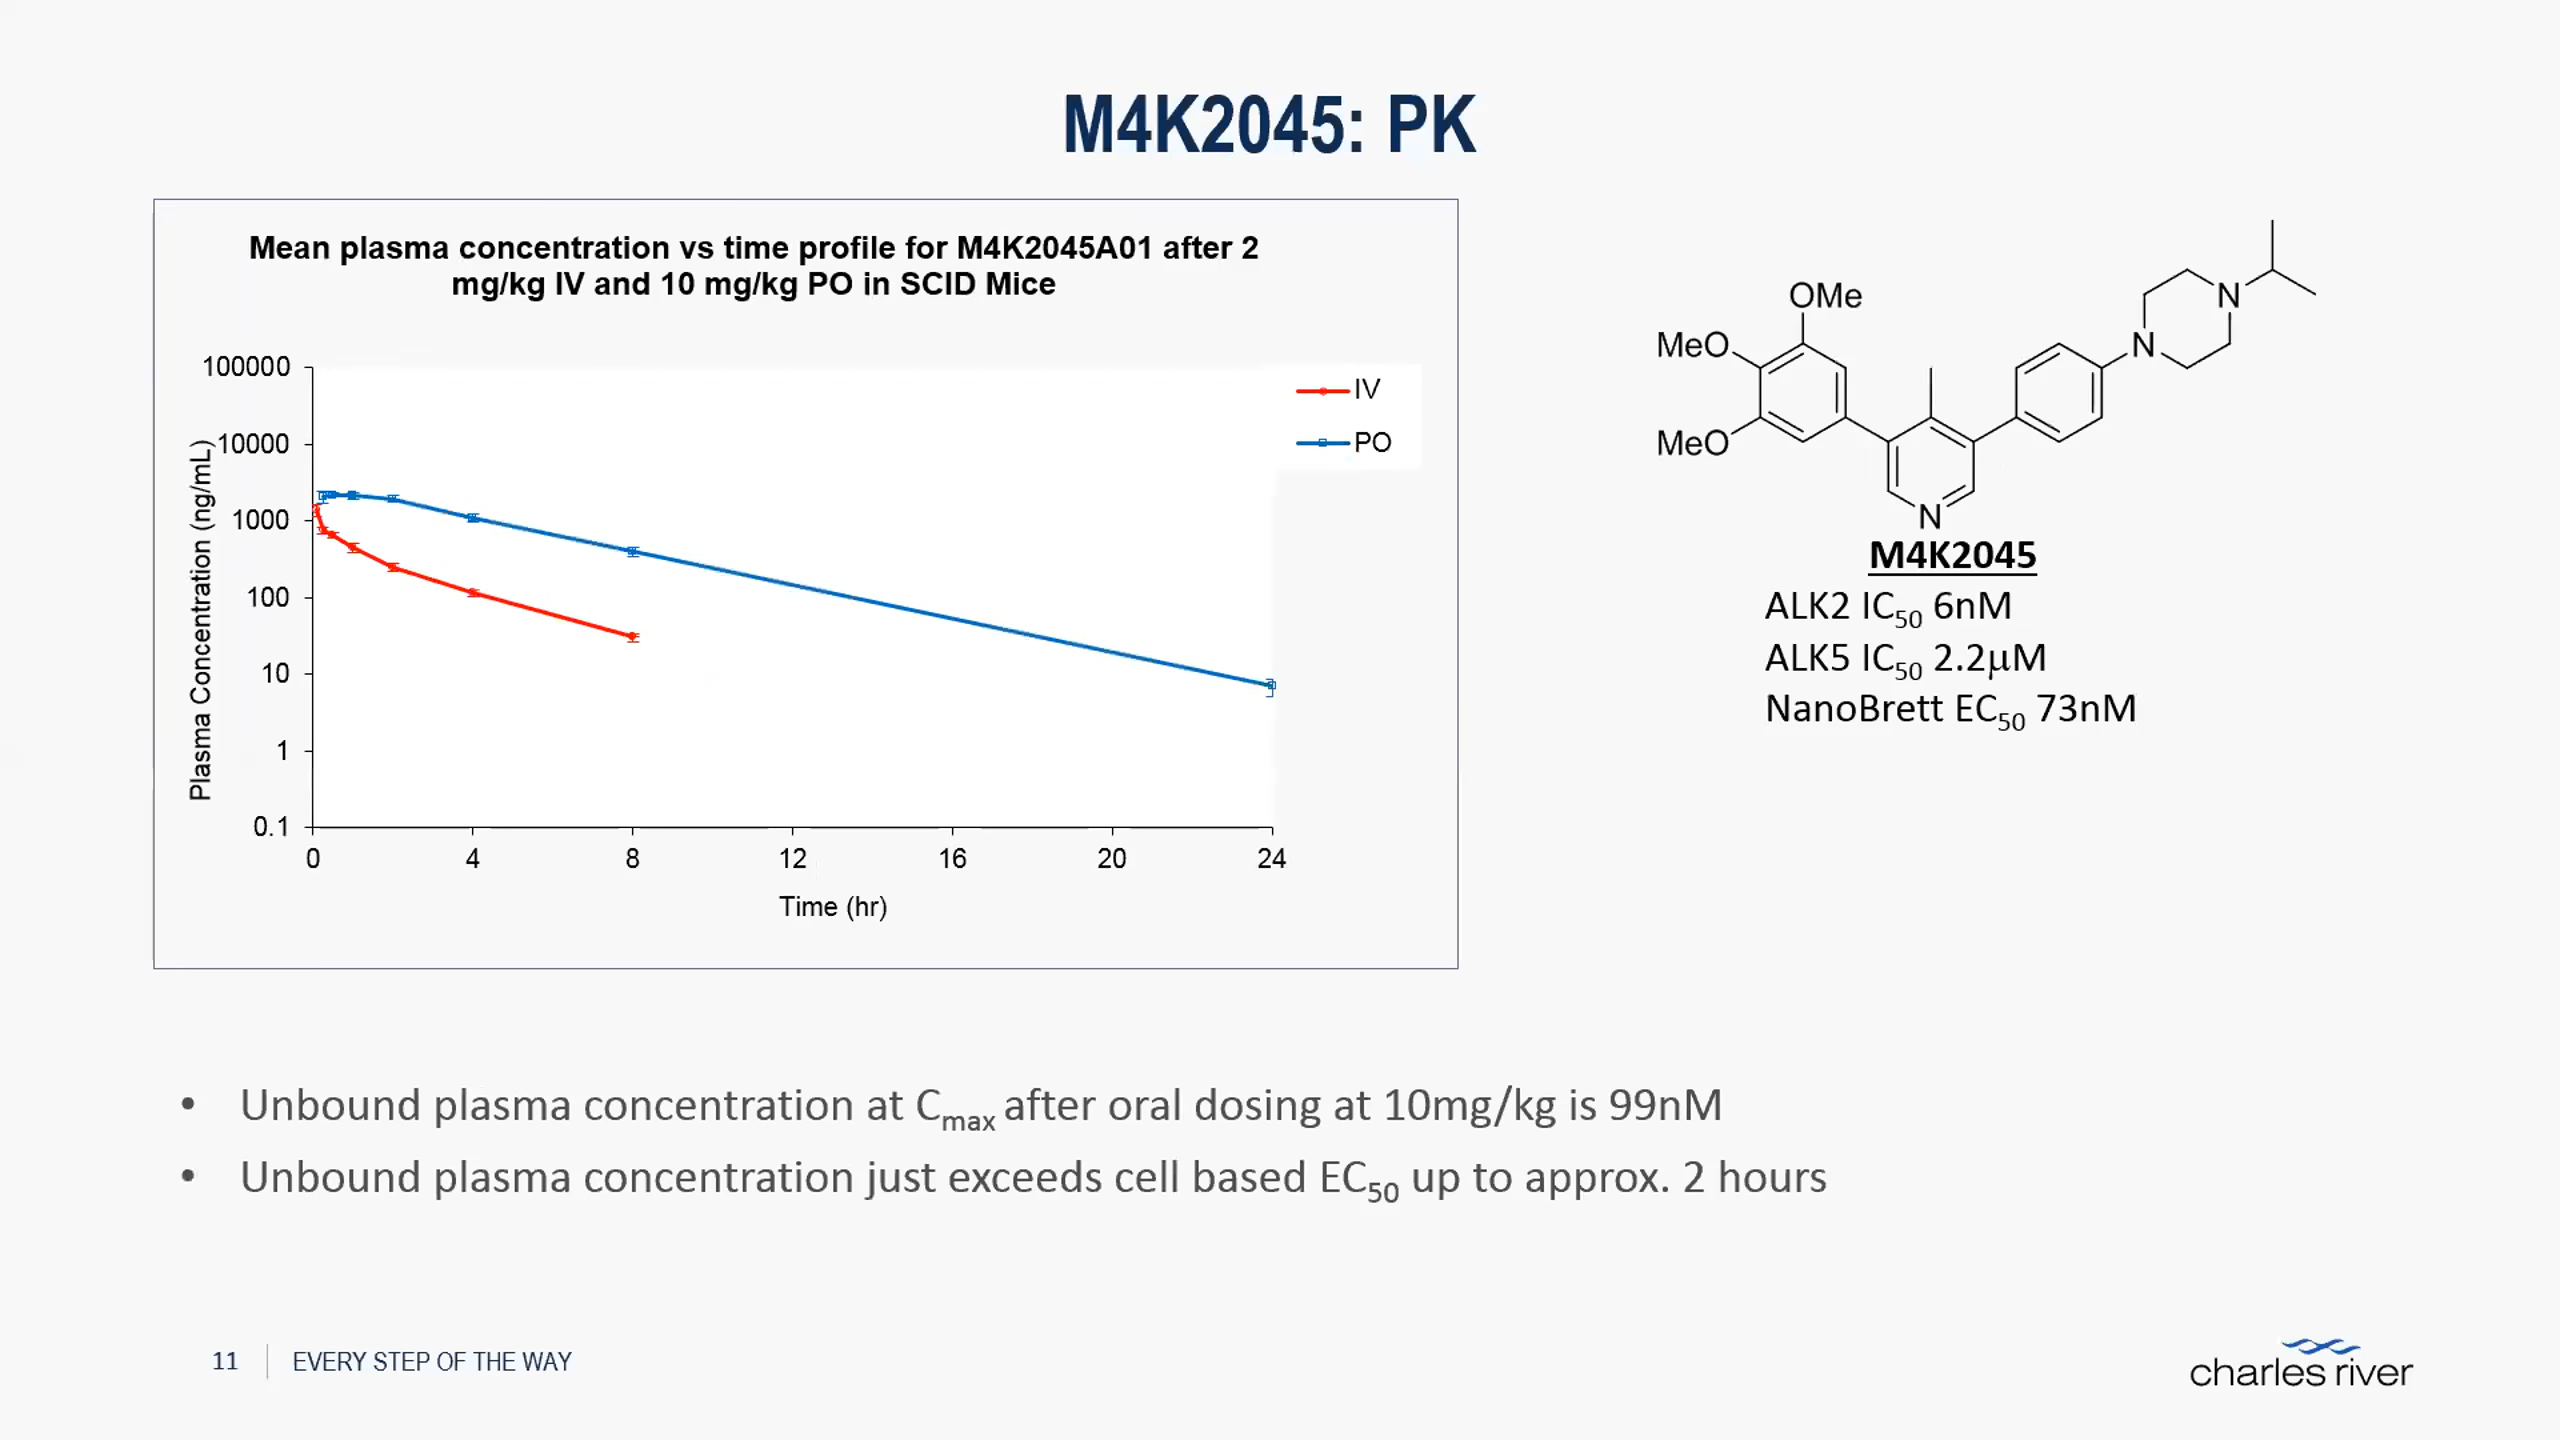 M4K2045: PK
Mean plasma concentration vs time profile for M4K2045A01 after 2
mg/kg IV and 10 mg/kg PO in SCID Mice
Plasma Concentration (ng/mL)
100000
10000
1000
100
10
1
0.1
0 4 8 12 16 20 24
Time (hr)
IV
PO
OMe
MeO
MeO
N
N
N
M4K2045
ALK2 IC50 6nM
ALK5 IC50 2.2μM
NanoBrett EC50 73nM
• Unbound plasma concentration at Cmax after oral dosing at 10mg/kg is 99nM
• Unbound plasma concentration just exceeds cell based EC50 up to approx. 2 hours
11 EVERY STEP OF THE WAY
charles river